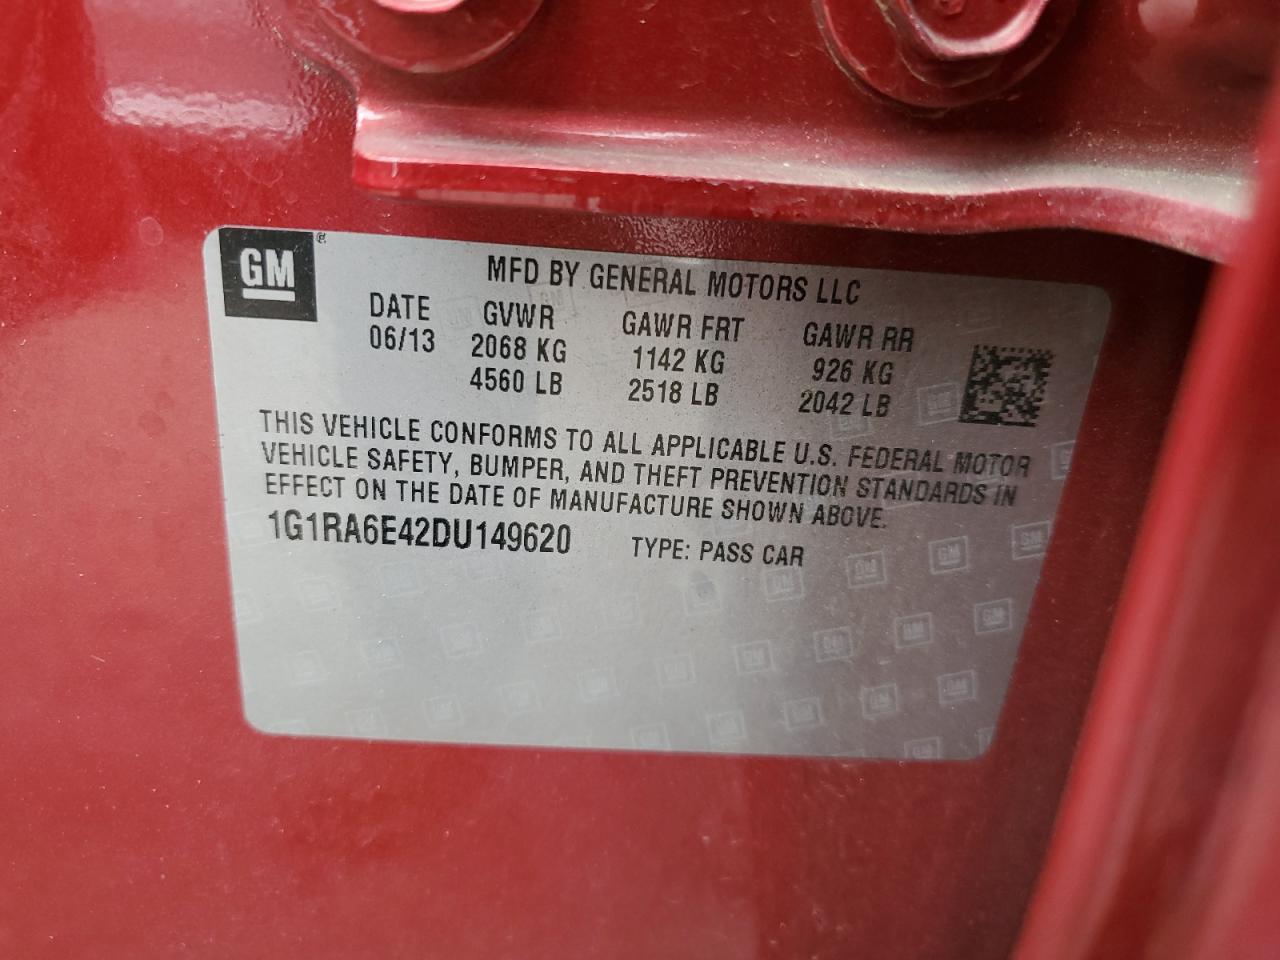 GM®
MFD BY GENERAL MOTORS LLC
DATE GVWR GAWR FRT GAWR RR
06/13 2068 KG 1142 KG 926 KG
4560 LB 2518 LB 2042 LB
THIS VEHICLE CONFORMS TO ALL APPLICABLE U.S. FEDERAL MOTOR
VEHICLE SAFETY, BUMPER, AND THEFT PREVENTION STANDARDS IN
EFFECT ON THE DATE OF MANUFACTURE SHOWN ABOVE.
1G1RA6E42DU149620 TYPE: PASS CAR